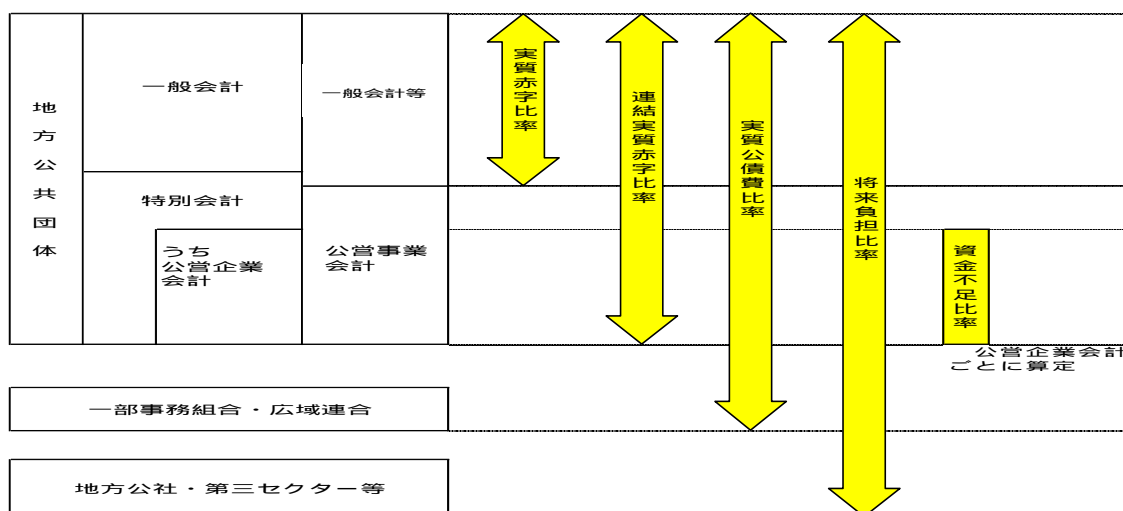 地方公共団体
一般会計
一般会計等
特別会計
うち
公営企業
会計
公営事業
会計
実質赤字比率
連結実質赤字比率
実質公債費比率
将来負担比率
資金不足比率
公営企業会計
ごとに算定
一部事務組合・広域連合
地方公社・第三セクター等